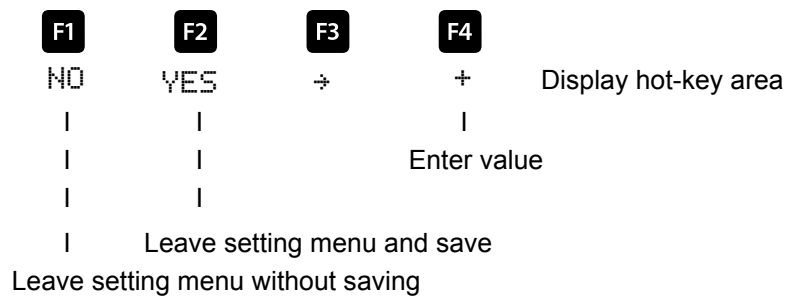 F1 F2 F3 F4
NO YES → + Display hot-key area
I I I
I I Enter value
I I
I Leave setting menu and save
Leave setting menu without saving